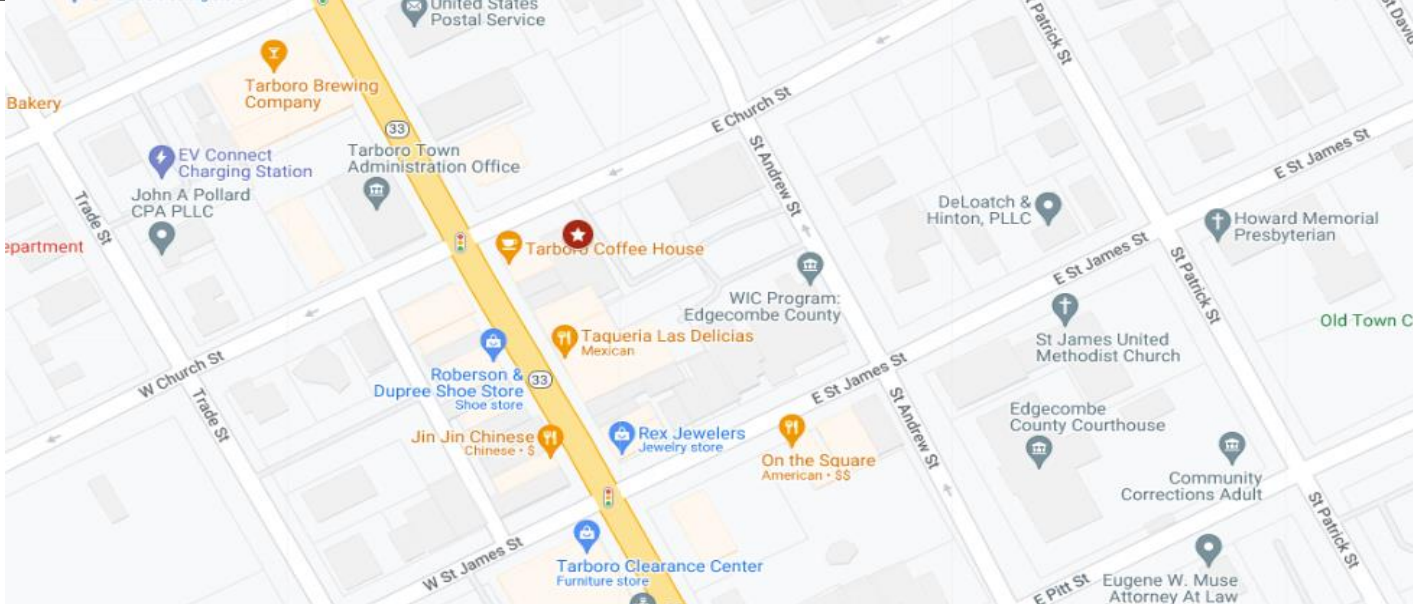 United States
Postal Service
St Patrick St
Tarboro Brewing
Company
Bakery
E Church St
33
EV Connect
Charging Station
Tarboro Town
Administration Office
John A Pollard
CPA PLLC
St Andrew St
E St James St
Trade St
DeLoatch &
Hinton, PLLC
Howard Memorial
Presbyterian
epartment
Tarboro Coffee House
E St James St
St Patrick St
WIC Program:
Edgecombe County
Old Town C
Taqueria Las Delicias
Mexican
St James United
Methodist Church
W Church St
Roberson &
Dupree Shoe Store
Shoe store
33
E St James St
Trade St
St Andrew St
Edgecombe
County Courthouse
Jin Jin Chinese
Chinese • $
Rex Jewelers
Jewelry store
On the Square
American • $$
Community
Corrections Adult
St Patrick St
W St James St
Tarboro Clearance Center
Furniture store
E Pitt St
Eugene W. Muse
Attorney At Law